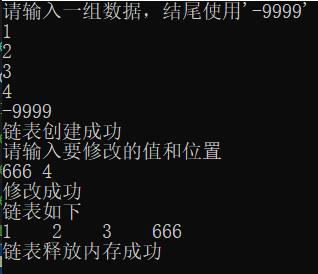 请输入一组数据，结尾使用'-9999'
1
2
3
4
-9999
链表创建成功
请输入要修改的值和位置
666 4
修改成功
链表如下
1    2    3    666
链表释放内存成功